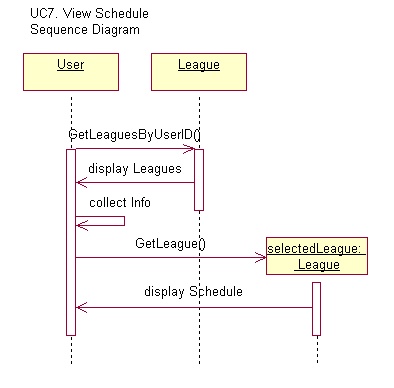 UC7. View Schedule
Sequence Diagram
User
League
GetLeaguesByUserID()
display Leagues
collect Info
GetLeague()
selectedLeague:
League
display Schedule